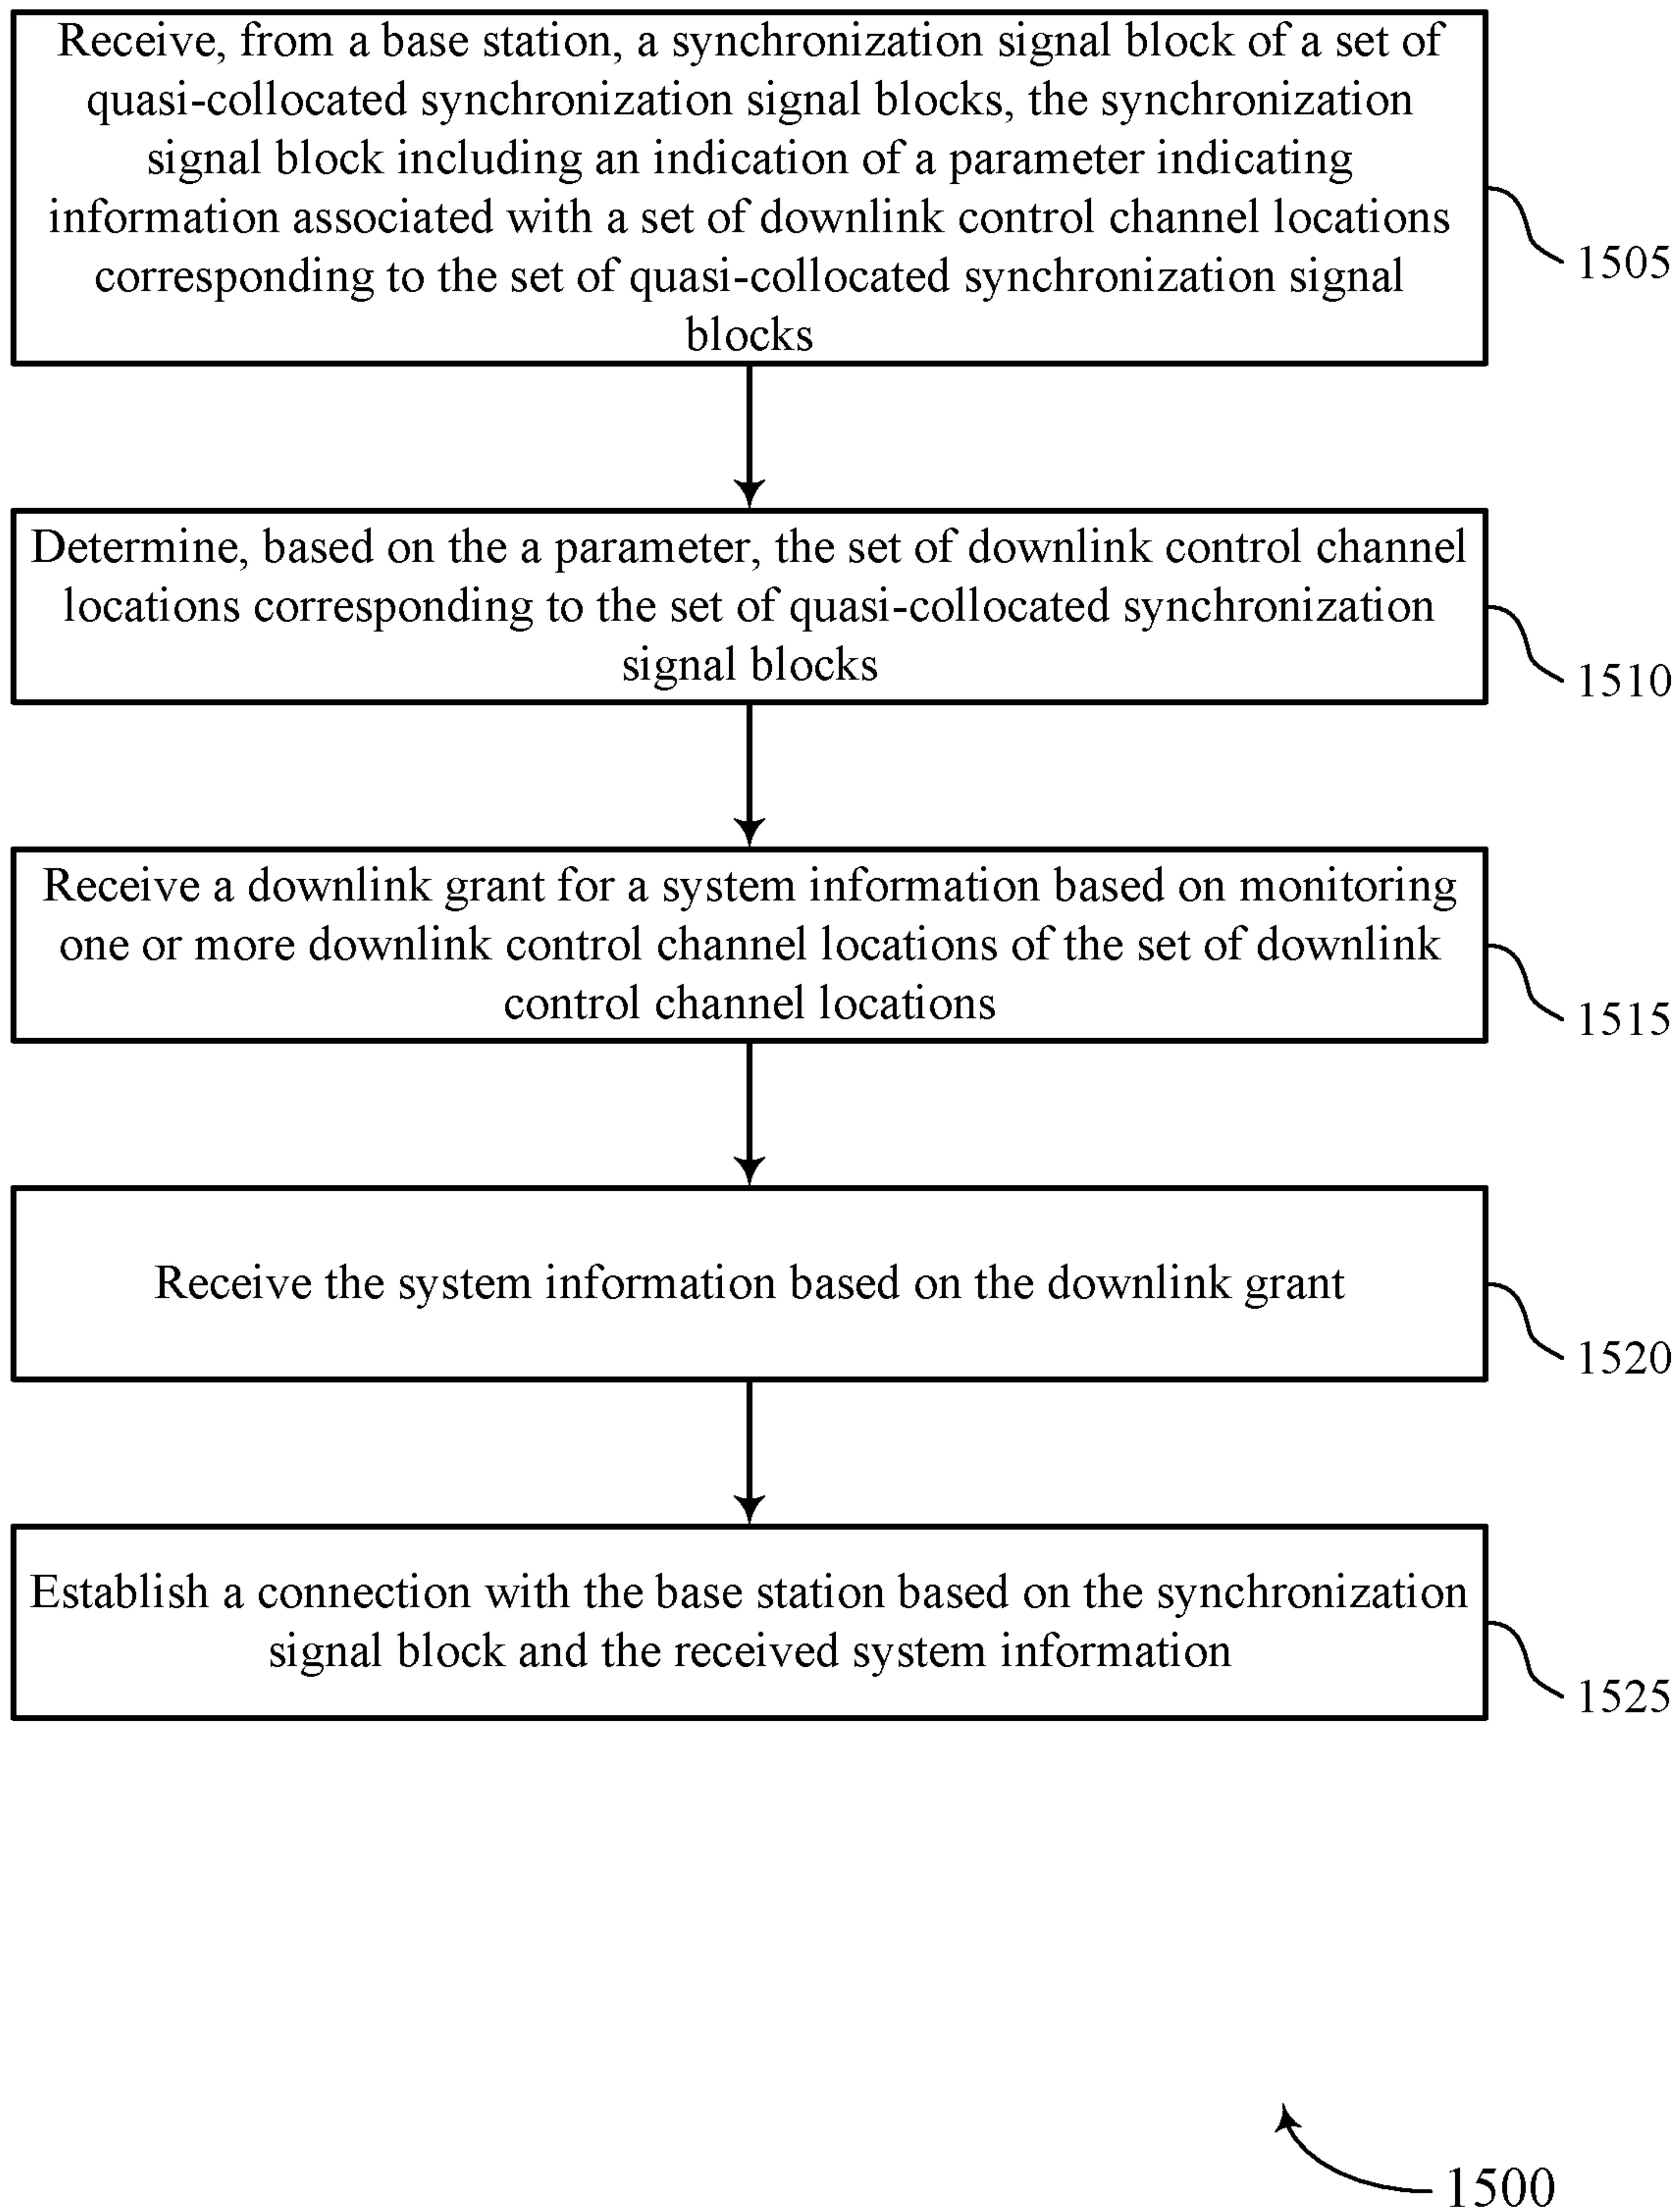 Receive, from a base station, a synchronization signal block of a set of
quasi-collocated synchronization signal blocks, the synchronization
signal block including an indication of a parameter indicating
information associated with a set of downlink control channel locations
corresponding to the set of quasi-collocated synchronization signal
blocks
1505
Determine, based on the a parameter, the set of downlink control channel
locations corresponding to the set of quasi-collocated synchronization
signal blocks
1510
Receive a downlink grant for a system information based on monitoring
one or more downlink control channel locations of the set of downlink
control channel locations
1515
Receive the system information based on the downlink grant
1520
Establish a connection with the base station based on the synchronization
signal block and the received system information
1525
1500